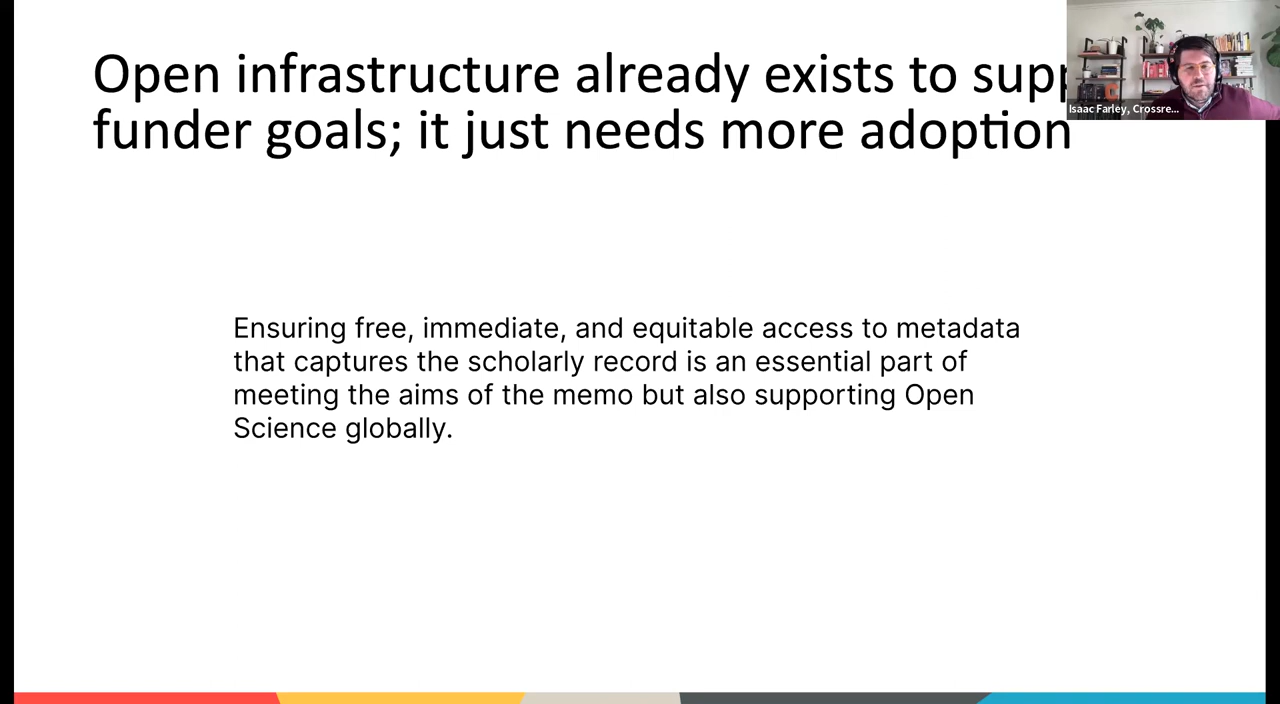 Open infrastructure already exists to
funder goals; it just needs more adoption
Isaac Farley, Crossre...
Ensuring free, immediate, and equitable access to metadata
that captures the scholarly record is an essential part of
meeting the aims of the memo but also supporting Open
Science globally.